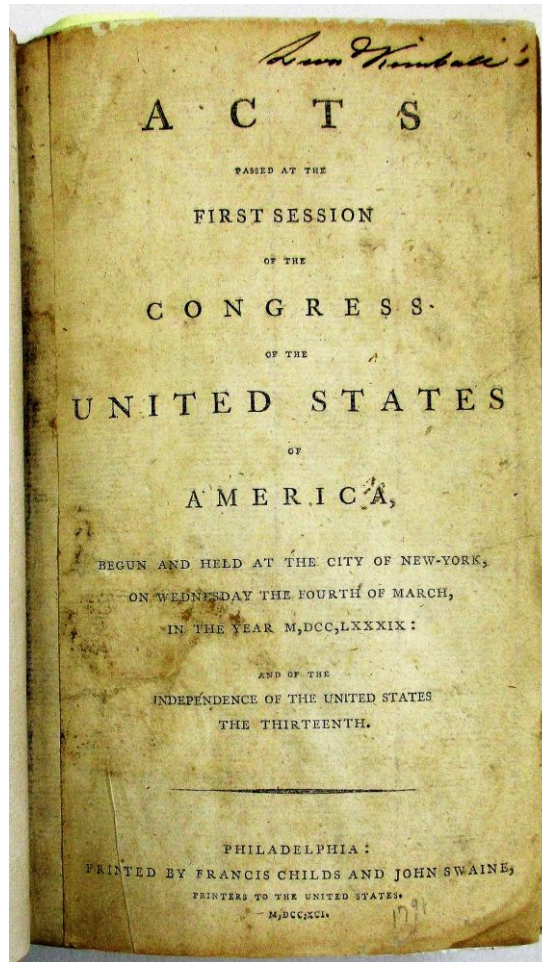 Kimball's
A C T S
PASSED AT THE
FIRST SESSION
OF THE
CONGRESS
OF THE
UNITED STATES
OF
AMERICA,
BEGUN AND HELD AT THE CITY OF NEW-YORK,
ON WEDNESDAY THE FOURTH OF MARCH,
IN THE YEAR M,DCC,LXXXIX:
AND OF THE
INDEPENDENCE OF THE UNITED STATES
THE THIRTEENTH.
PHILADELPHIA:
PRINTED BY FRANCIS CHILDS AND JOHN SWAINE,
PRINTERS TO THE UNITED STATES.
M,DCC,XCI.
1791